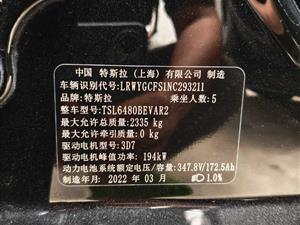 中国 特斯拉(上海)有限公司 制造
车辆识别代号:LRWYGCFS1NC293211
品牌:特斯拉 乘坐人数:5
整车型号:TSL6480BEVAR2
最大允许总质量:2335 kg
最大允许牵引质量:0 kg
驱动电机型号:3D7
驱动电机峰值功率:194kW
动力电池系统额定电压/容量:347.8V/172.5Ah
制造年月:2022 年 03 月 1.0%